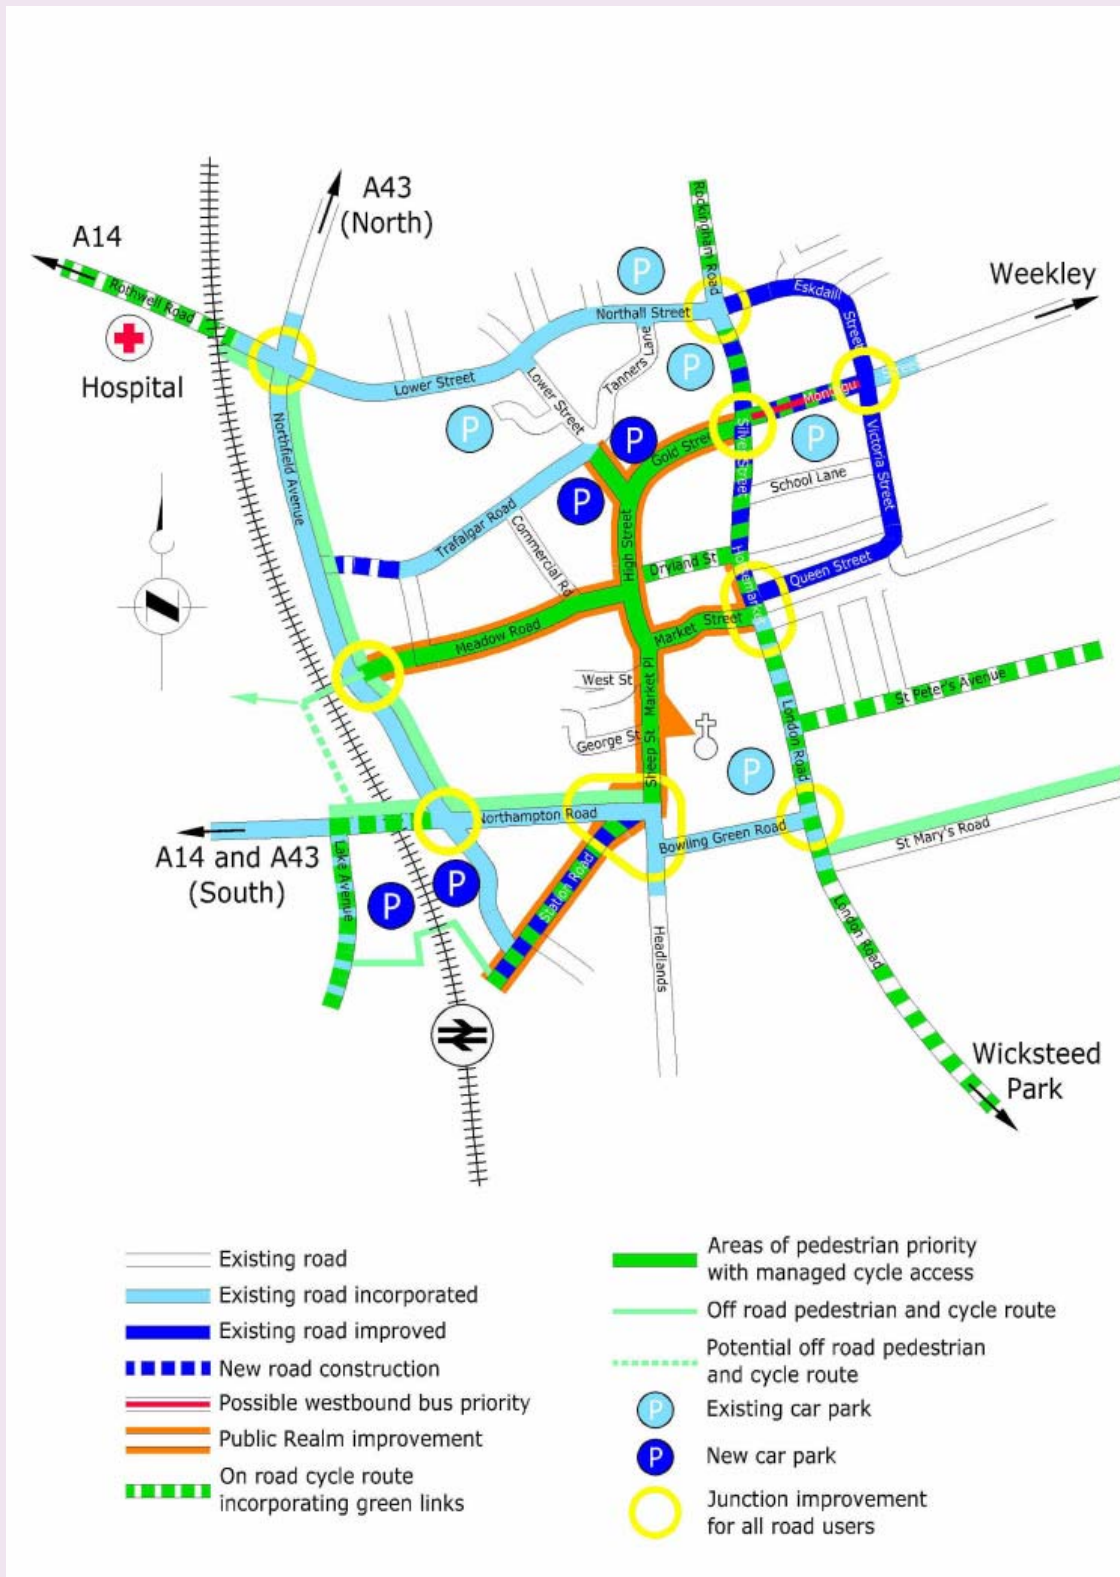 A43
(North)
A14
Rothwell Road
Hospital
Rockingham Road
Weekley
P
Northall Street
Eskdaill
Street
P
Tanners Lane
Lower Street
Lower Street
P
P
Gold Street
Silver Street
Montagu
Street
P
Victoria Street
School Lane
P
Northfield Avenue
Trafalgar Road
Commercial Rd
High Street
Dryland St
Horsemarket
Queen Street
Meadow Road
Market Street
West St
Market Pl
St Peter's Avenue
George St
Sheep St
London Road
P
Northampton Road
Bowling Green Road
St Mary's Road
A14 and A43
(South)
Lake Avenue
P
P
Station Road
London Road
Headlands
Wicksteed
Park
Existing road
Existing road incorporated
Existing road improved
New road construction
Possible westbound bus priority
Public Realm improvement
On road cycle route
incorporating green links
Areas of pedestrian priority
with managed cycle access
Off road pedestrian and cycle route
Potential off road pedestrian
and cycle route
P
Existing car park
P
New car park
Junction improvement
for all road users